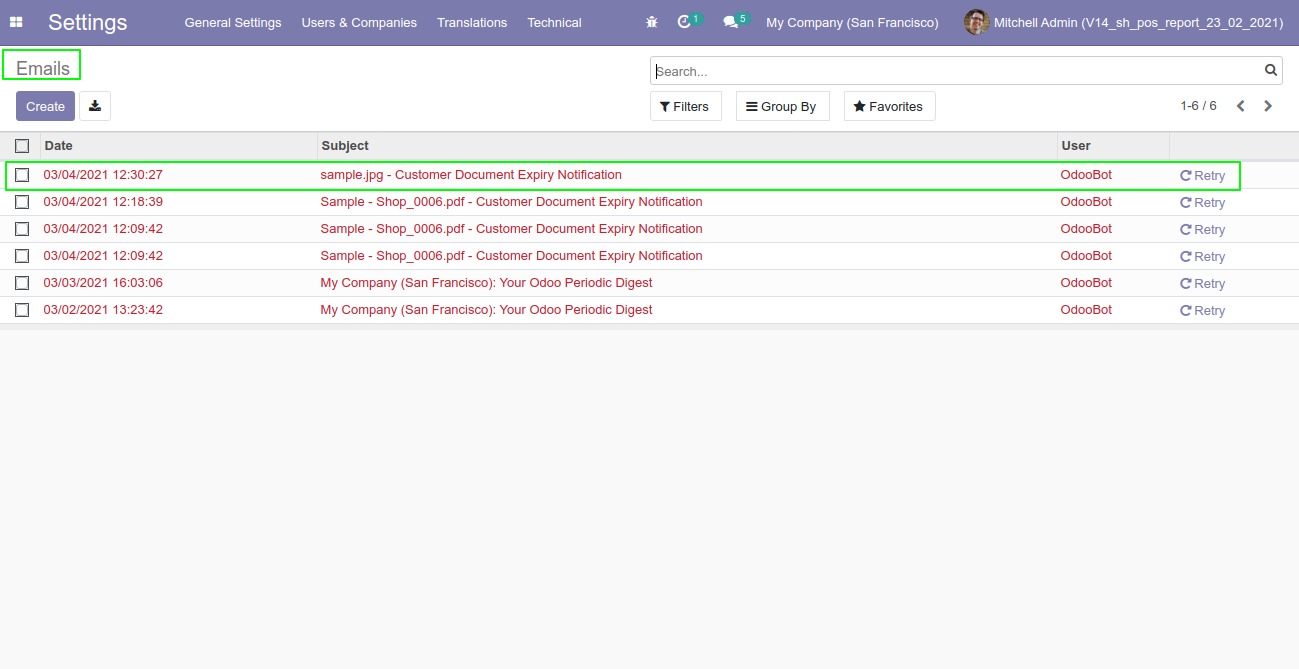 Settings General Settings Users & Companies Translations Technical 1 5 My Company (San Francisco) Mitchell Admin (V14_sh_pos_report_23_02_2021)
Emails Search...
Create Filters Group By Favorites 1-6 / 6
Date Subject User
03/04/2021 12:30:27 sample.jpg - Customer Document Expiry Notification OdooBot Retry
03/04/2021 12:18:39 Sample - Shop_0006.pdf - Customer Document Expiry Notification OdooBot Retry
03/04/2021 12:09:42 Sample - Shop_0006.pdf - Customer Document Expiry Notification OdooBot Retry
03/04/2021 12:09:42 Sample - Shop_0006.pdf - Customer Document Expiry Notification OdooBot Retry
03/03/2021 16:03:06 My Company (San Francisco): Your Odoo Periodic Digest OdooBot Retry
03/02/2021 13:23:42 My Company (San Francisco): Your Odoo Periodic Digest OdooBot Retry